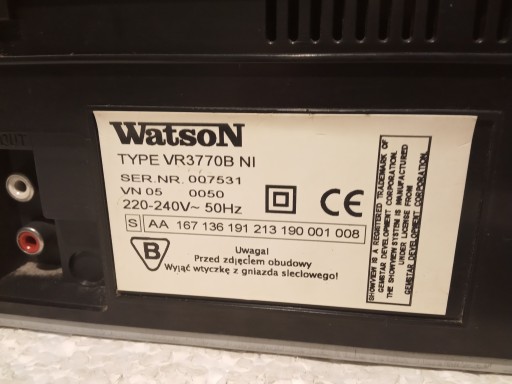 OUT
WatsoN
TYPE VR3770B NI
SER.NR. 007531
VN 05 0050
220-240V~ 50Hz
CE
S AA 167 136 191 213 190 001 008
B
Uwaga!
Przed zdjęciem obudowy
Wyjąć wtyczkę z gniazda sieciowego!
SHOWVIEW IS A REGISTERED TRADEMARK OF
GEMSTAR DEVELOPMENT CORPORATION.
THE SHOWVIEW SYSTEM IS MANUFACTURED
UNDER LICENSE FROM
GEMSTAR DEVELOPMENT CORPORATION.